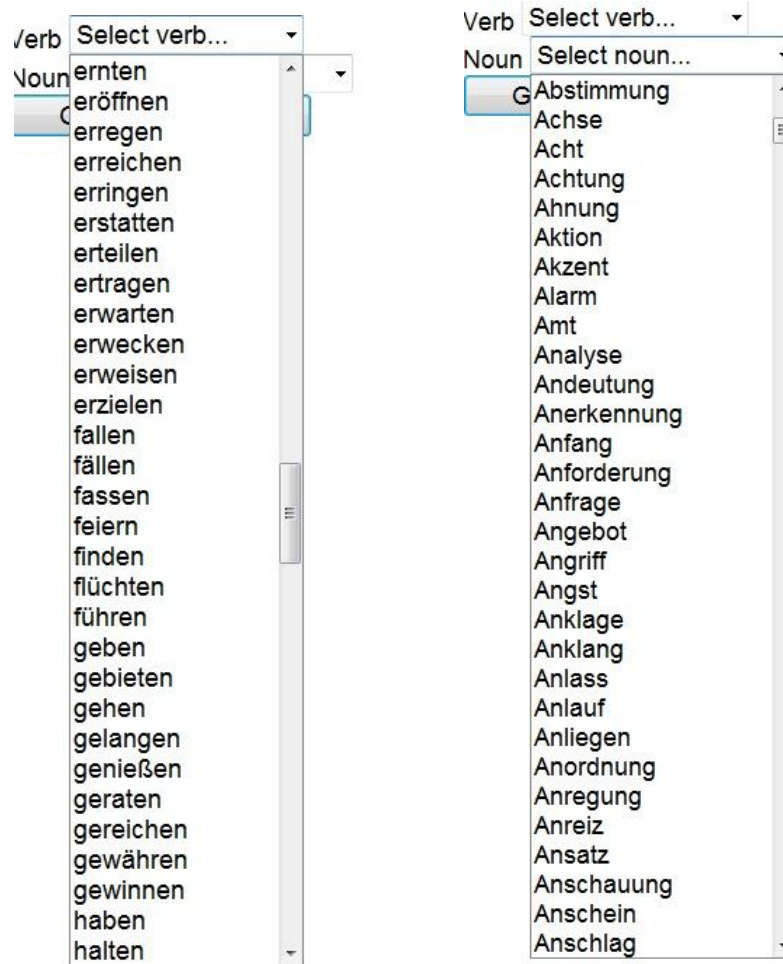 Verb Select verb...
Noun
ernten
eröffnen
erregen
erreichen
erringen
erstatten
erteilen
ertragen
erwarten
erwecken
erweisen
erzielen
fallen
fällen
fassen
feiern
finden
flüchten
führen
geben
gebieten
gehen
gelangen
genießen
geraten
gereichen
gewähren
gewinnen
haben
halten
Verb Select verb...
Noun Select noun...
G
Abstimmung
Achse
Acht
Achtung
Ahnung
Aktion
Akzent
Alarm
Amt
Analyse
Andeutung
Anerkennung
Anfang
Anforderung
Anfrage
Angebot
Angriff
Angst
Anklage
Anklang
Anlass
Anlauf
Anliegen
Anordnung
Anregung
Anreiz
Ansatz
Anschauung
Anschein
Anschlag